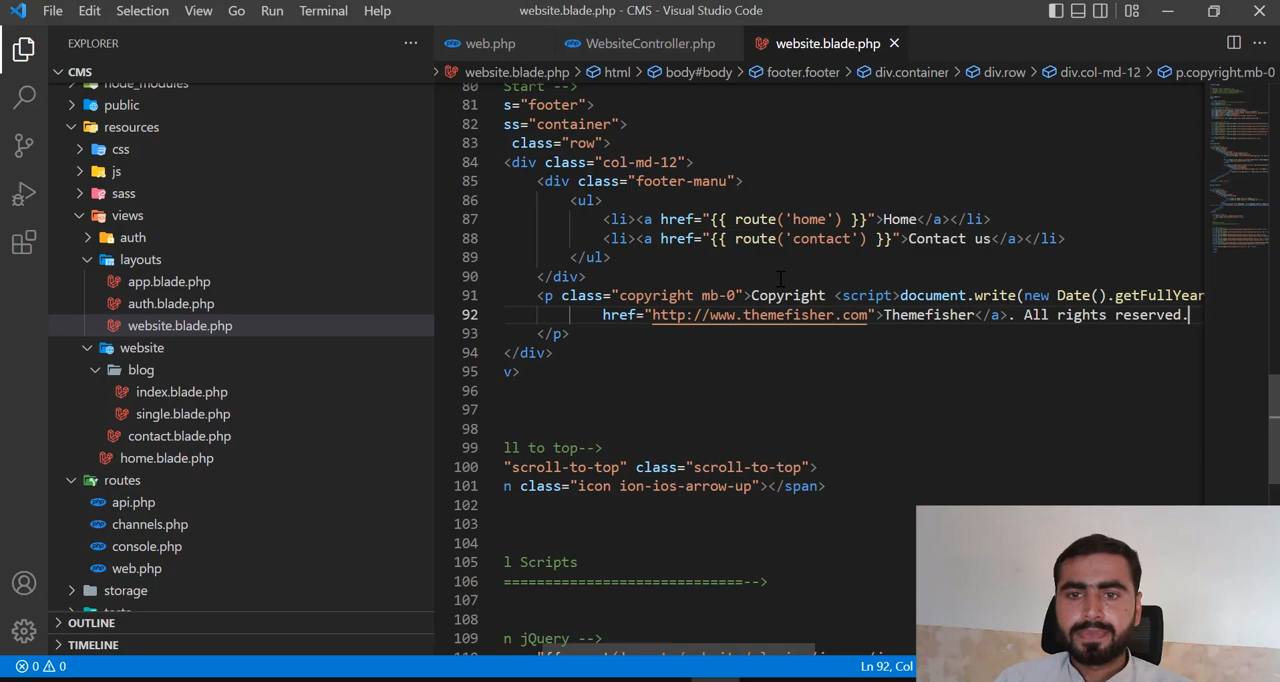 File Edit Selection View Go Run Terminal Help
website.blade.php - CMS - Visual Studio Code
EXPLORER
web.php
WebsiteController.php
website.blade.php
CMS
website.blade.php html body#body footer.footer div.container div.row div.col-md-12 p.copyright.mb-0
node_modules
public
resources
css
js
sass
views
auth
layouts
app.blade.php
auth.blade.php
website.blade.php
website
blog
index.blade.php
single.blade.php
contact.blade.php
home.blade.php
routes
api.php
channels.php
console.php
web.php
storage
OUTLINE
TIMELINE
80 Start -->
81 s="footer">
82 ss="container">
83 class="row">
84 <div class="col-md-12">
85 <div class="footer-manu">
86 <ul>
87 <li><a href="{{ route('home') }}">Home</a></li>
88 <li><a href="{{ route('contact') }}">Contact us</a></li>
89 </ul>
90 </div>
91 <p class="copyright mb-0">Copyright <script>document.write(new Date().getFullYear
92 href="http://www.themefisher.com">Themefisher</a>. All rights reserved.
93 </p>
94 </div>
95 v>
96
97
98
99 ll to top-->
100 "scroll-to-top" class="scroll-to-top">
101 n class="icon ion-ios-arrow-up"></span>
102
103
104
105 l Scripts
106 =============================-->
107
108
109 n jQuery -->
0 0
Ln 92, Col